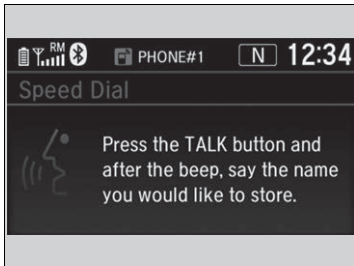 RM PHONE#1 N 12:34
Speed Dial
Press the TALK button and
after the beep, say the name
you would like to store.